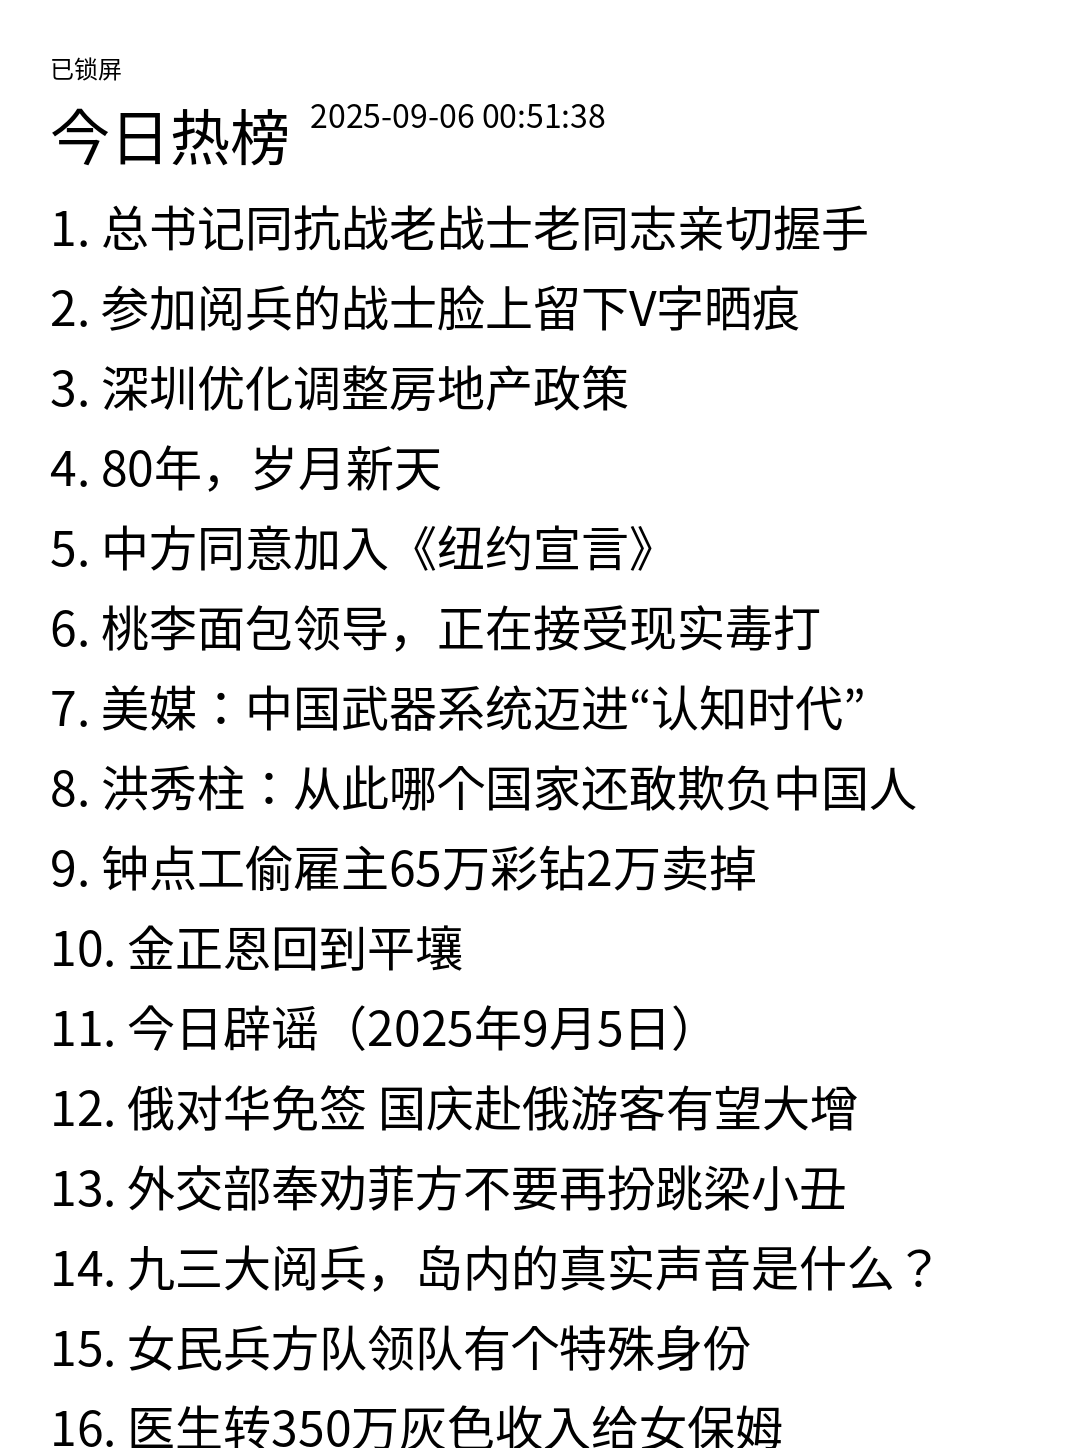 已锁屏
今日热榜 2025-09-06 00:51:38
1. 总书记同抗战老战士老同志亲切握手
2. 参加阅兵的战士脸上留下V字晒痕
3. 深圳优化调整房地产政策
4. 80年，岁月新天
5. 中方同意加入《纽约宣言》
6. 桃李面包领导，正在接受现实毒打
7. 美媒：中国武器系统迈进“认知时代”
8. 洪秀柱：从此哪个国家还敢欺负中国人
9. 钟点工偷雇主65万彩钻2万卖掉
10. 金正恩回到平壤
11. 今日辟谣（2025年9月5日）
12. 俄对华免签 国庆赴俄游客有望大增
13. 外交部奉劝菲方不要再扮跳梁小丑
14. 九三大阅兵，岛内的真实声音是什么？
15. 女民兵方队领队有个特殊身份
16. 医生转350万灰色收入给女保姆